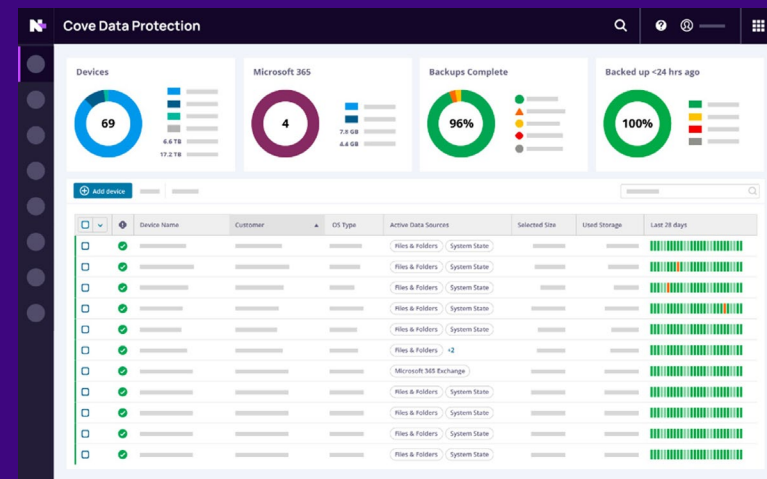 N
Cove Data Protection
Devices
69
6.6 TB
17.2 TB
Microsoft 365
4
7.8 GB
4.4 GB
Backups Complete
96%
Backed up <24 hrs ago
100%
Add device
Device Name Customer OS Type Active Data Sources Selected Size Used Storage Last 28 days
Files & Folders System State
Files & Folders System State
Files & Folders System State
Files & Folders System State
Files & Folders System State
Files & Folders +2
Microsoft 365 Exchange
Files & Folders System State
Files & Folders System State
Files & Folders System State
Files & Folders System State